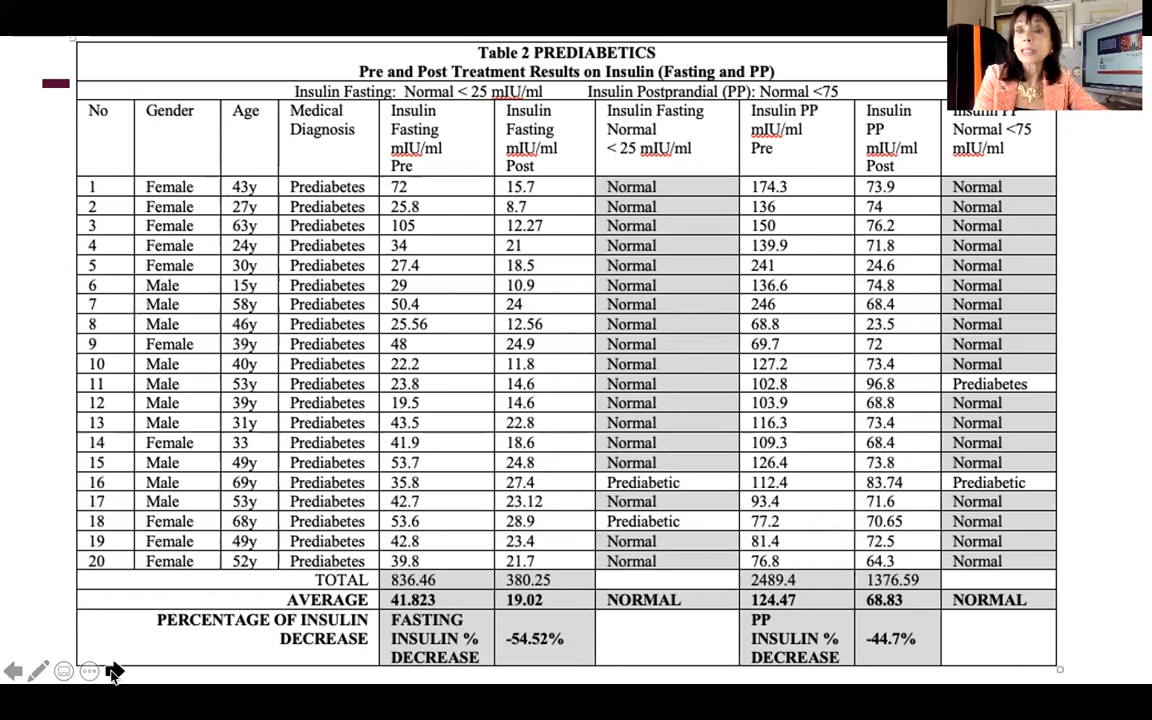 Table 2 PREDIABETICS
Pre and Post Treatment Results on Insulin (Fasting and PP)
Insulin Fasting: Normal < 25 mIU/ml Insulin Postprandial (PP): Normal <75
No Gender Age Medical Diagnosis Insulin Fasting mIU/ml Pre Insulin Fasting mIU/ml Post Insulin Fasting Normal < 25 mIU/ml Insulin PP mIU/ml Pre Insulin PP mIU/ml Post Normal <75 mIU/ml
1 Female 43y Prediabetes 72 15.7 Normal 174.3 73.9 Normal
2 Female 27y Prediabetes 25.8 8.7 Normal 136 74 Normal
3 Female 63y Prediabetes 105 12.27 Normal 150 76.2 Normal
4 Female 24y Prediabetes 34 21 Normal 139.9 71.8 Normal
5 Female 30y Prediabetes 27.4 18.5 Normal 241 24.6 Normal
6 Male 15y Prediabetes 29 10.9 Normal 136.6 74.8 Normal
7 Male 58y Prediabetes 50.4 24 Normal 246 68.4 Normal
8 Male 46y Prediabetes 25.56 12.56 Normal 68.8 23.5 Normal
9 Female 39y Prediabetes 48 24.9 Normal 69.7 72 Normal
10 Male 40y Prediabetes 22.2 11.8 Normal 127.2 73.4 Normal
11 Male 53y Prediabetes 23.8 14.6 Normal 102.8 96.8 Prediabetes
12 Male 39y Prediabetes 19.5 14.6 Normal 103.9 68.8 Normal
13 Male 31y Prediabetes 43.5 22.8 Normal 116.3 73.4 Normal
14 Female 33 Prediabetes 41.9 18.6 Normal 109.3 68.4 Normal
15 Male 49y Prediabetes 53.7 24.8 Normal 126.4 73.8 Normal
16 Male 69y Prediabetes 35.8 27.4 Prediabetic 112.4 83.74 Prediabetic
17 Male 53y Prediabetes 42.7 23.12 Normal 93.4 71.6 Normal
18 Female 68y Prediabetes 53.6 28.9 Prediabetic 77.2 70.65 Normal
19 Female 49y Prediabetes 42.8 23.4 Normal 81.4 72.5 Normal
20 Female 52y Prediabetes 39.8 21.7 Normal 76.8 64.3 Normal
TOTAL 836.46 380.25 2489.4 1376.59
AVERAGE 41.823 19.02 NORMAL 124.47 68.83 NORMAL
PERCENTAGE OF INSULIN DECREASE FASTING INSULIN % DECREASE -54.52% PP INSULIN % DECREASE -44.7%